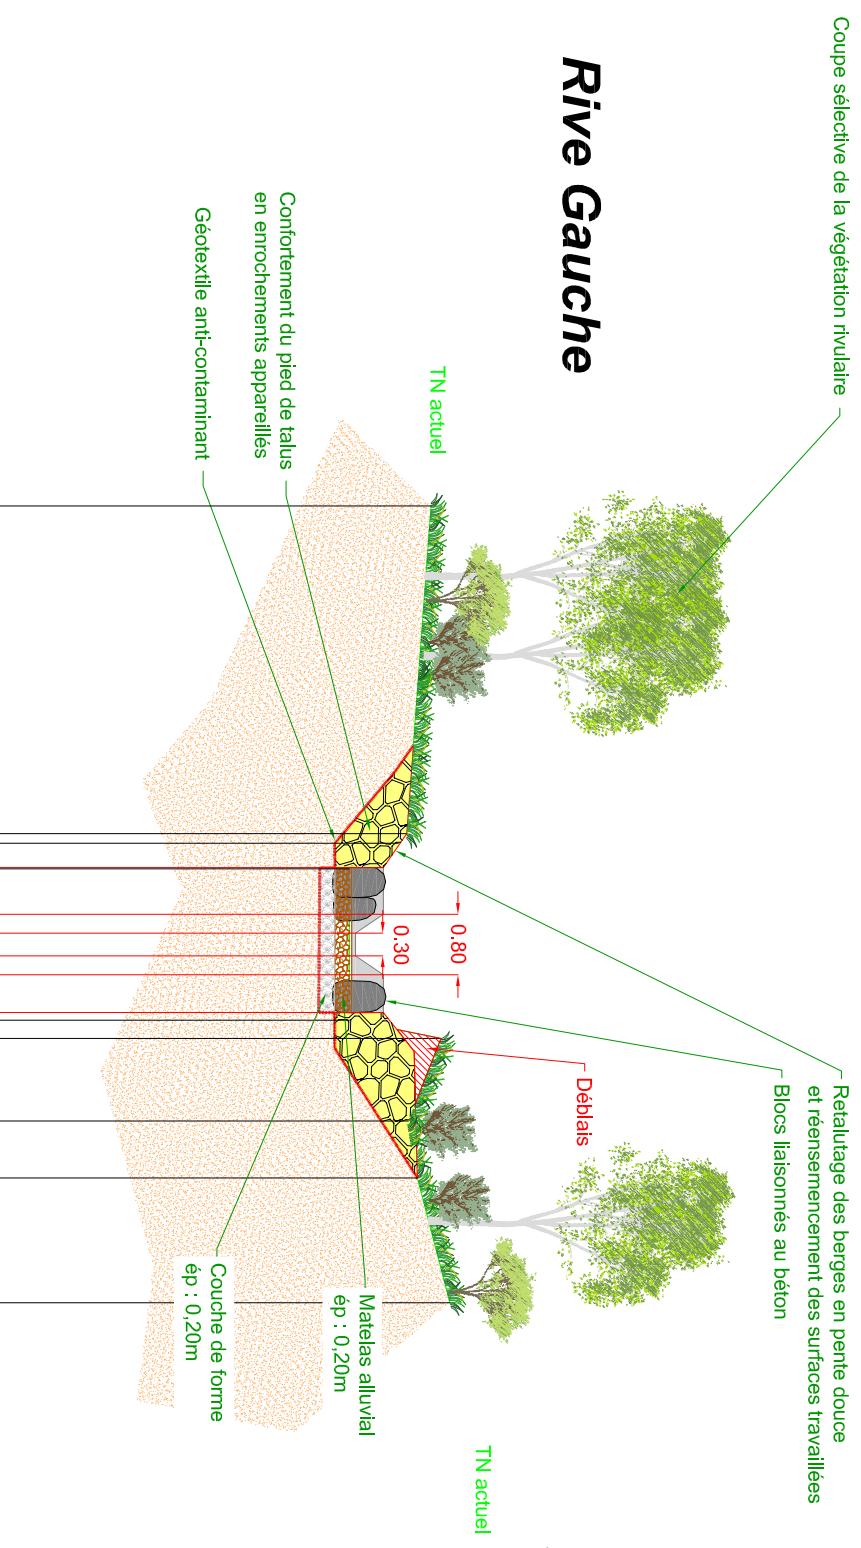 Coupe sélective de la végétation rivulaire
Rive Gauche
TN actuel
Confortement du pied de talus
en enrochements appareillés
Géotextile anti-contaminant
0.80
0.30
Retalutage des berges en pente douce
et réensemencement des surfaces travaillées
Blocs liaisonnés au béton
Déblais
Matelas alluvial
ép : 0,20m
Couche de forme
ép : 0,20m
TN actuel